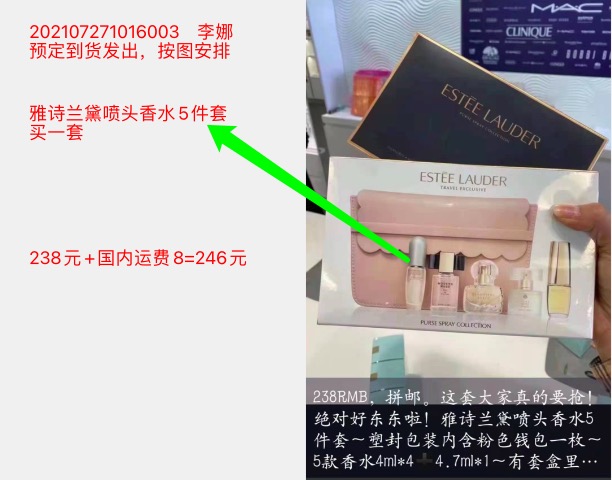 202107271016003 李娜
预定到货发出，按图安排
雅诗兰黛喷头香水5件套
买一套
238元+国内运费8=246元
MAC
CLINIQUE
BOBBI BROWN
ESTĒE LAUDER
ESTĒE LAUDER
TRAVEL EXCLUSIVE
PURSE SPRAY COLLECTION
238RMB，拼邮。这套大家真的要抢！
绝对好东东啦！雅诗兰黛喷头香水5
件套～塑封包装内含粉色钱包一枚～
5款香水4ml*4 + 4.7ml*1～有套盒里…